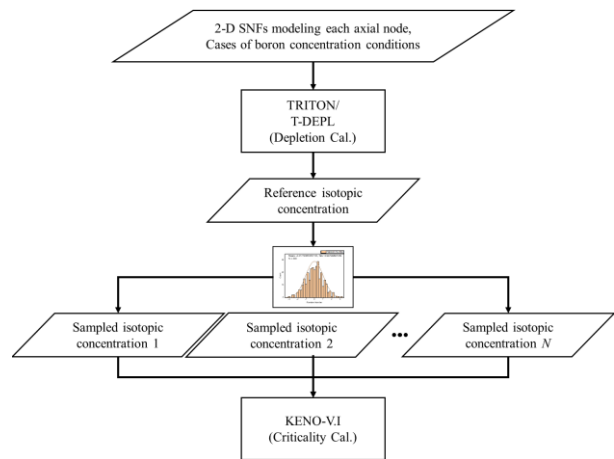 2-D SNFs modeling each axial node,
Cases of boron concentration conditions
TRITON/
T-DEPL
(Depletion Cal.)
Reference isotopic
concentration
Sampled isotopic
concentration 1
Sampled isotopic
concentration 2
•••
Sampled isotopic
concentration N
KENO-V.I
(Criticality Cal.)